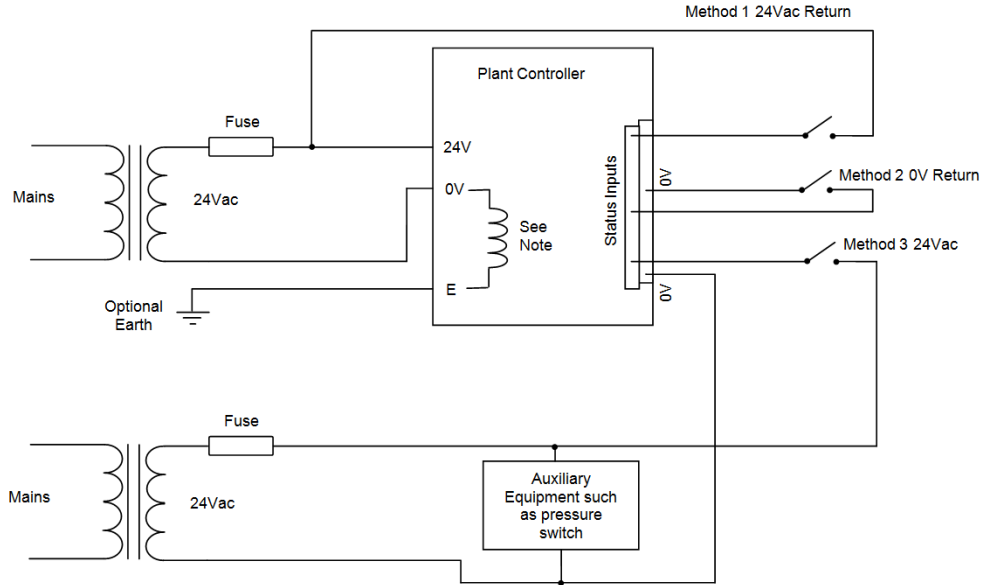 Method 1 24Vac Return
Plant Controller
Fuse
24V
0V
Mains
24Vac
See
Note
Status Inputs
0V
Method 2 0V Return
Method 3 24Vac
E
0V
Optional
Earth
Fuse
Mains
24Vac
Auxiliary
Equipment such
as pressure
switch